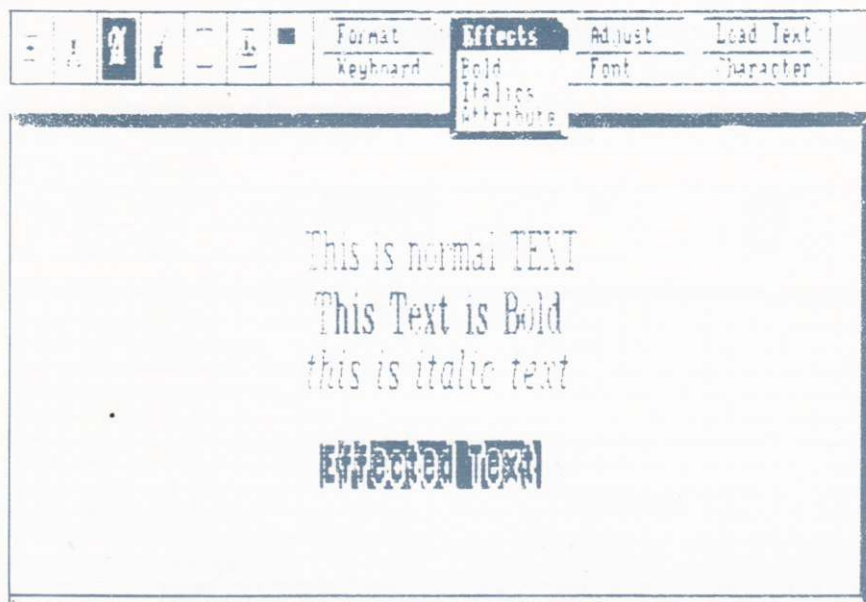 Format Effects Adjust Load Text
Keyboard Bold Font Character
Italics
Attribute
This is normal TEXT
This Text is Bold
this is italic text
Effected Text